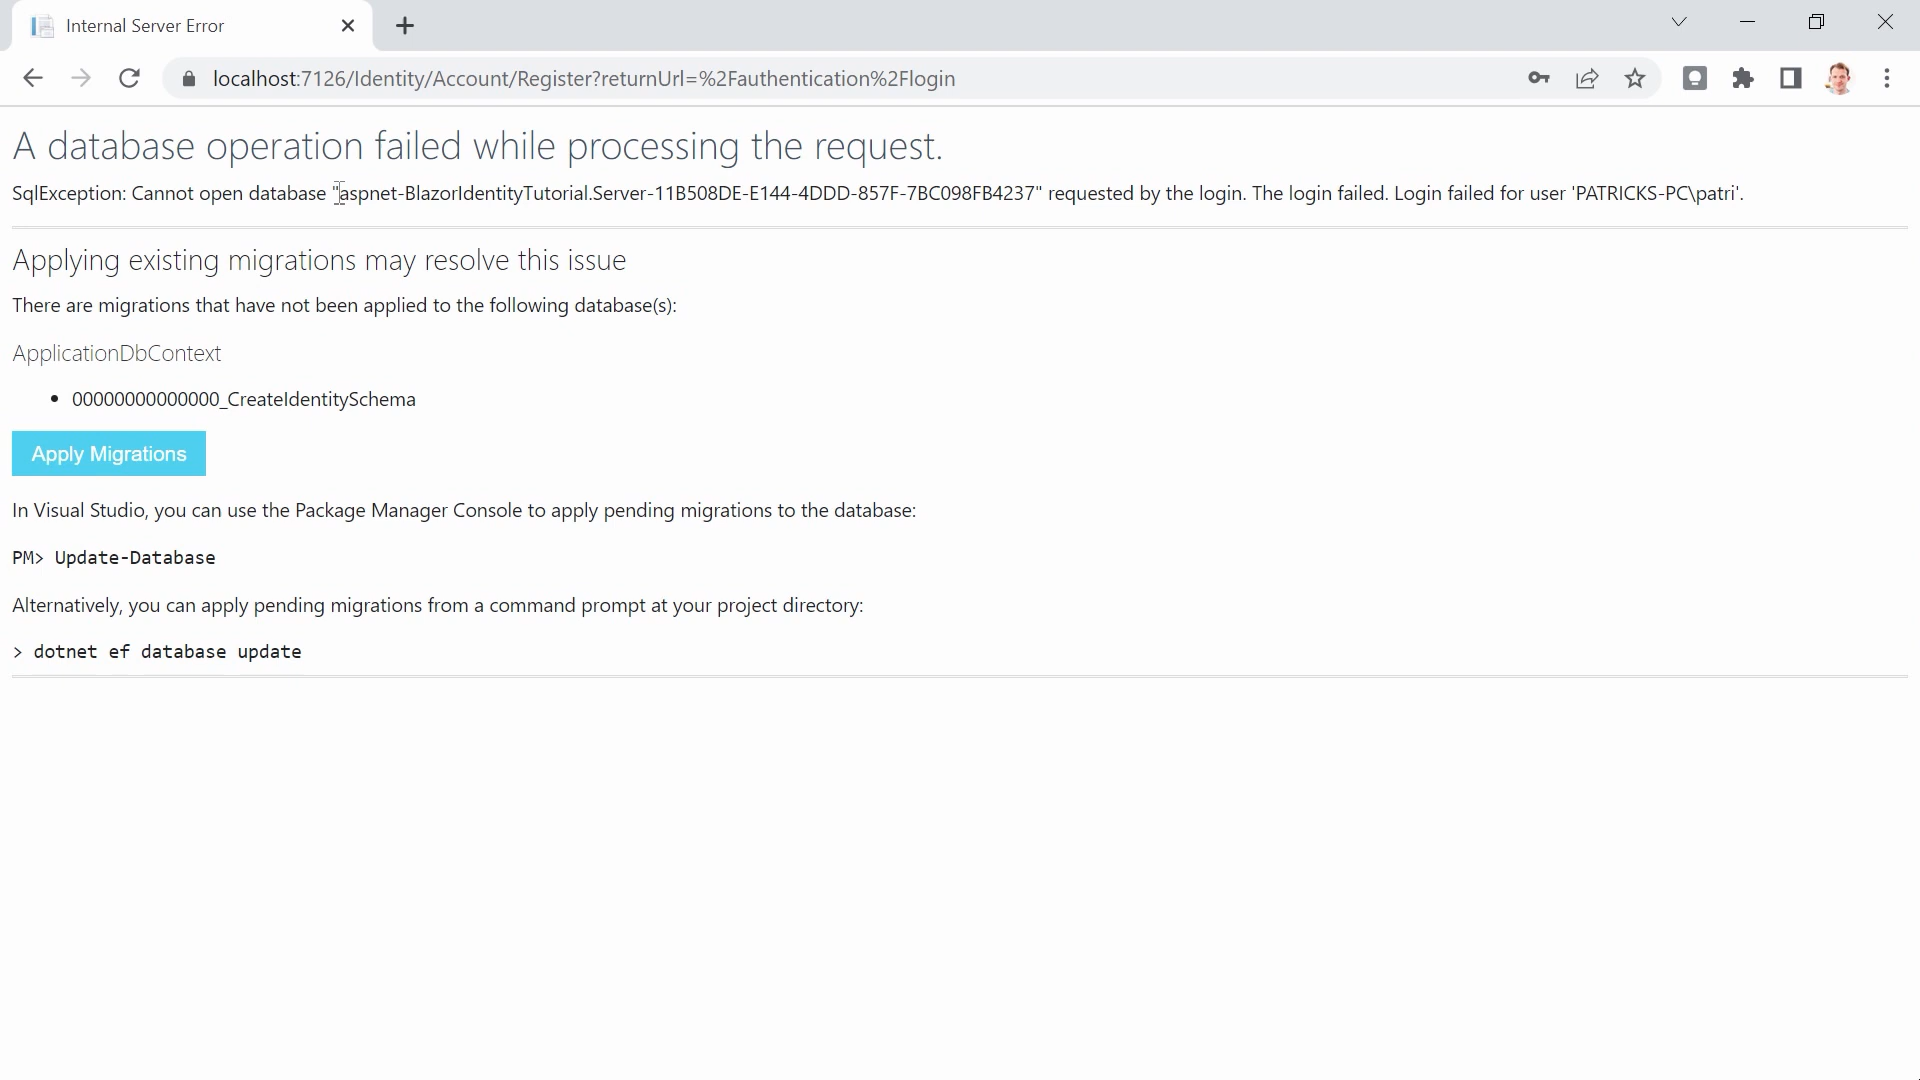 Internal Server Error
localhost:7126/Identity/Account/Register?returnUrl=%2Fauthentication%2Flogin
A database operation failed while processing the request.
SqlException: Cannot open database "aspnet-BlazorIdentityTutorial.Server-11B508DE-E144-4DDD-857F-7BC098FB4237" requested by the login. The login failed. Login failed for user 'PATRICKS-PC\patri'.
Applying existing migrations may resolve this issue
There are migrations that have not been applied to the following database(s):
ApplicationDbContext
• 00000000000000_CreateIdentitySchema
Apply Migrations
In Visual Studio, you can use the Package Manager Console to apply pending migrations to the database:
PM> Update-Database
Alternatively, you can apply pending migrations from a command prompt at your project directory:
> dotnet ef database update